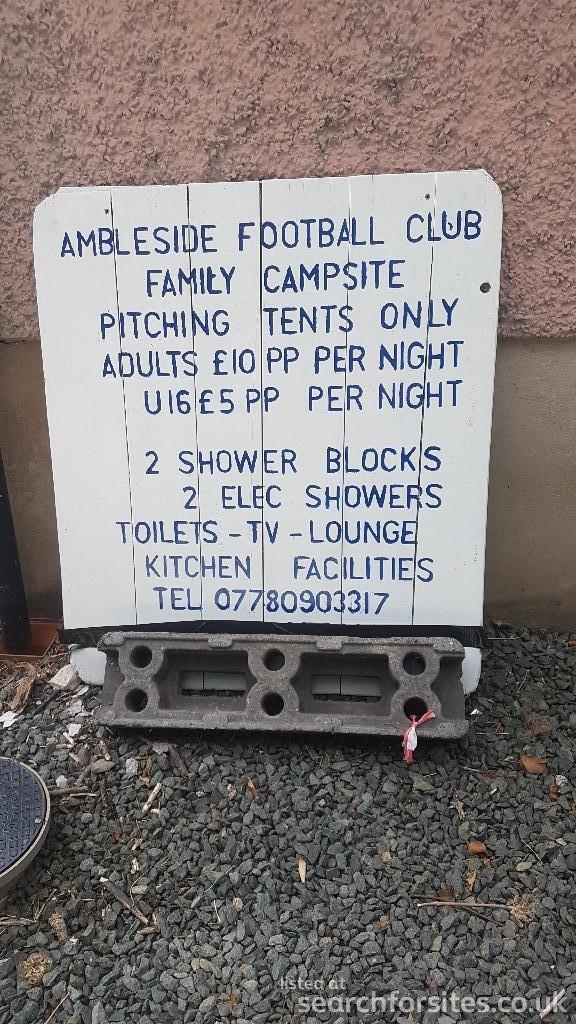 AMBLESIDE FOOTBALL CLUB
FAMILY CAMPSITE
PITCHING TENTS ONLY
ADULTS £10 PP PER NIGHT
U16 £5 PP PER NIGHT
2 SHOWER BLOCKS
2 ELEC SHOWERS
TOILETS - TV - LOUNGE
KITCHEN FACILITIES
TEL 07780903317
listed at
searchforsites.co.uk